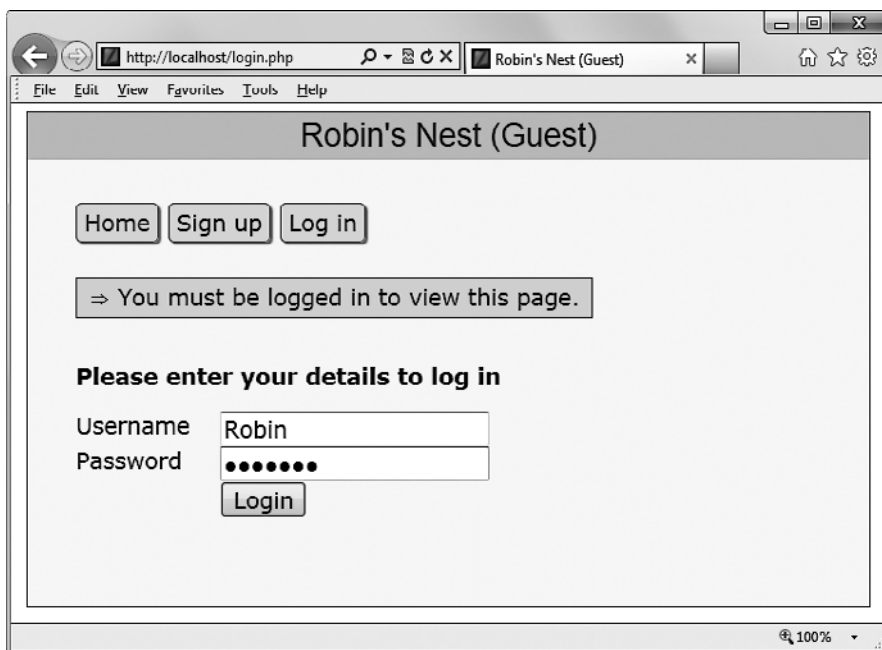 http://localhost/login.php
Robin's Nest (Guest)
File Edit View Favorites Tools Help
Robin's Nest (Guest)
Home Sign up Log in
⇒ You must be logged in to view this page.
Please enter your details to log in
Username Robin
Password •••••••
Login
100%